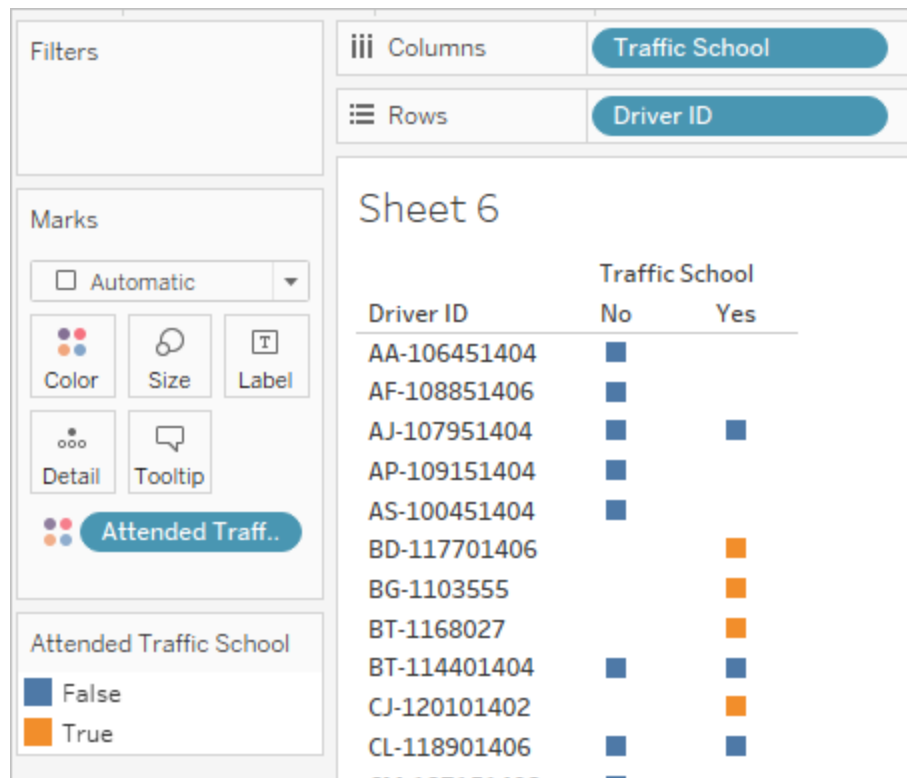 Filters
Columns
Traffic School
Rows
Driver ID
Marks
Automatic
Color
Size
T
Label
Detail
Tooltip
Attended Traff..
Attended Traffic School
False
True
Sheet 6
Traffic School
Driver ID No Yes
AA-106451404
AF-108851406
AJ-107951404
AP-109151404
AS-100451404
BD-117701406
BG-1103555
BT-1168027
BT-114401404
CJ-120101402
CL-118901406